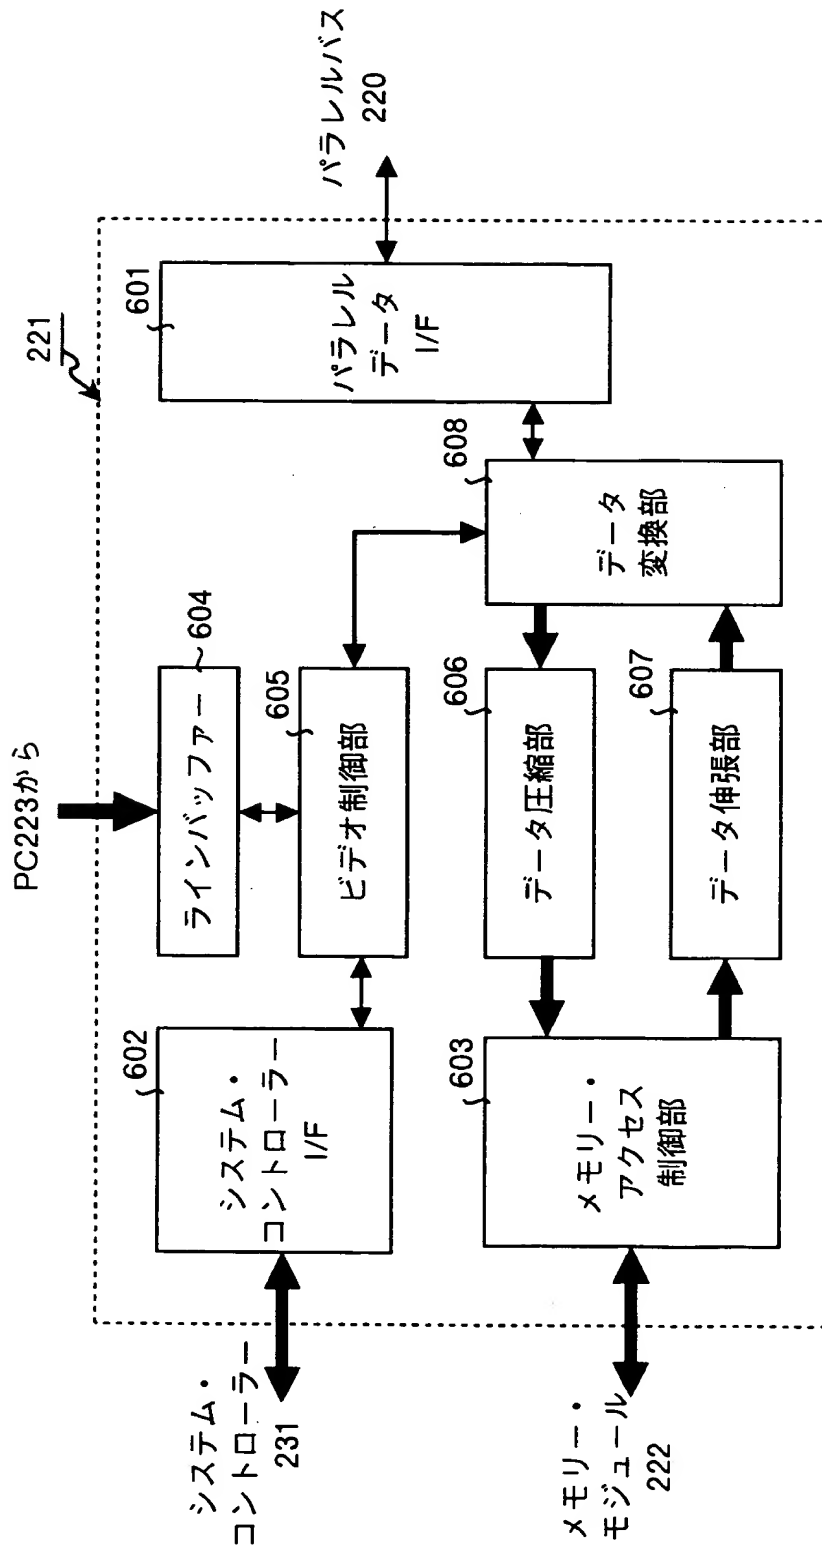 PC223から
221
パラレルバス
220
システム・
コントローラー
231
メモリー・
モジュール
222
602
システム・
コントローラー
I/F
ラインバッファー
604
605
ビデオ制御部
601
パラレル
データ
I/F
603
メモリー・
アクセス
制御部
606
データ圧縮部
607
データ伸張部
608
データ
変換部